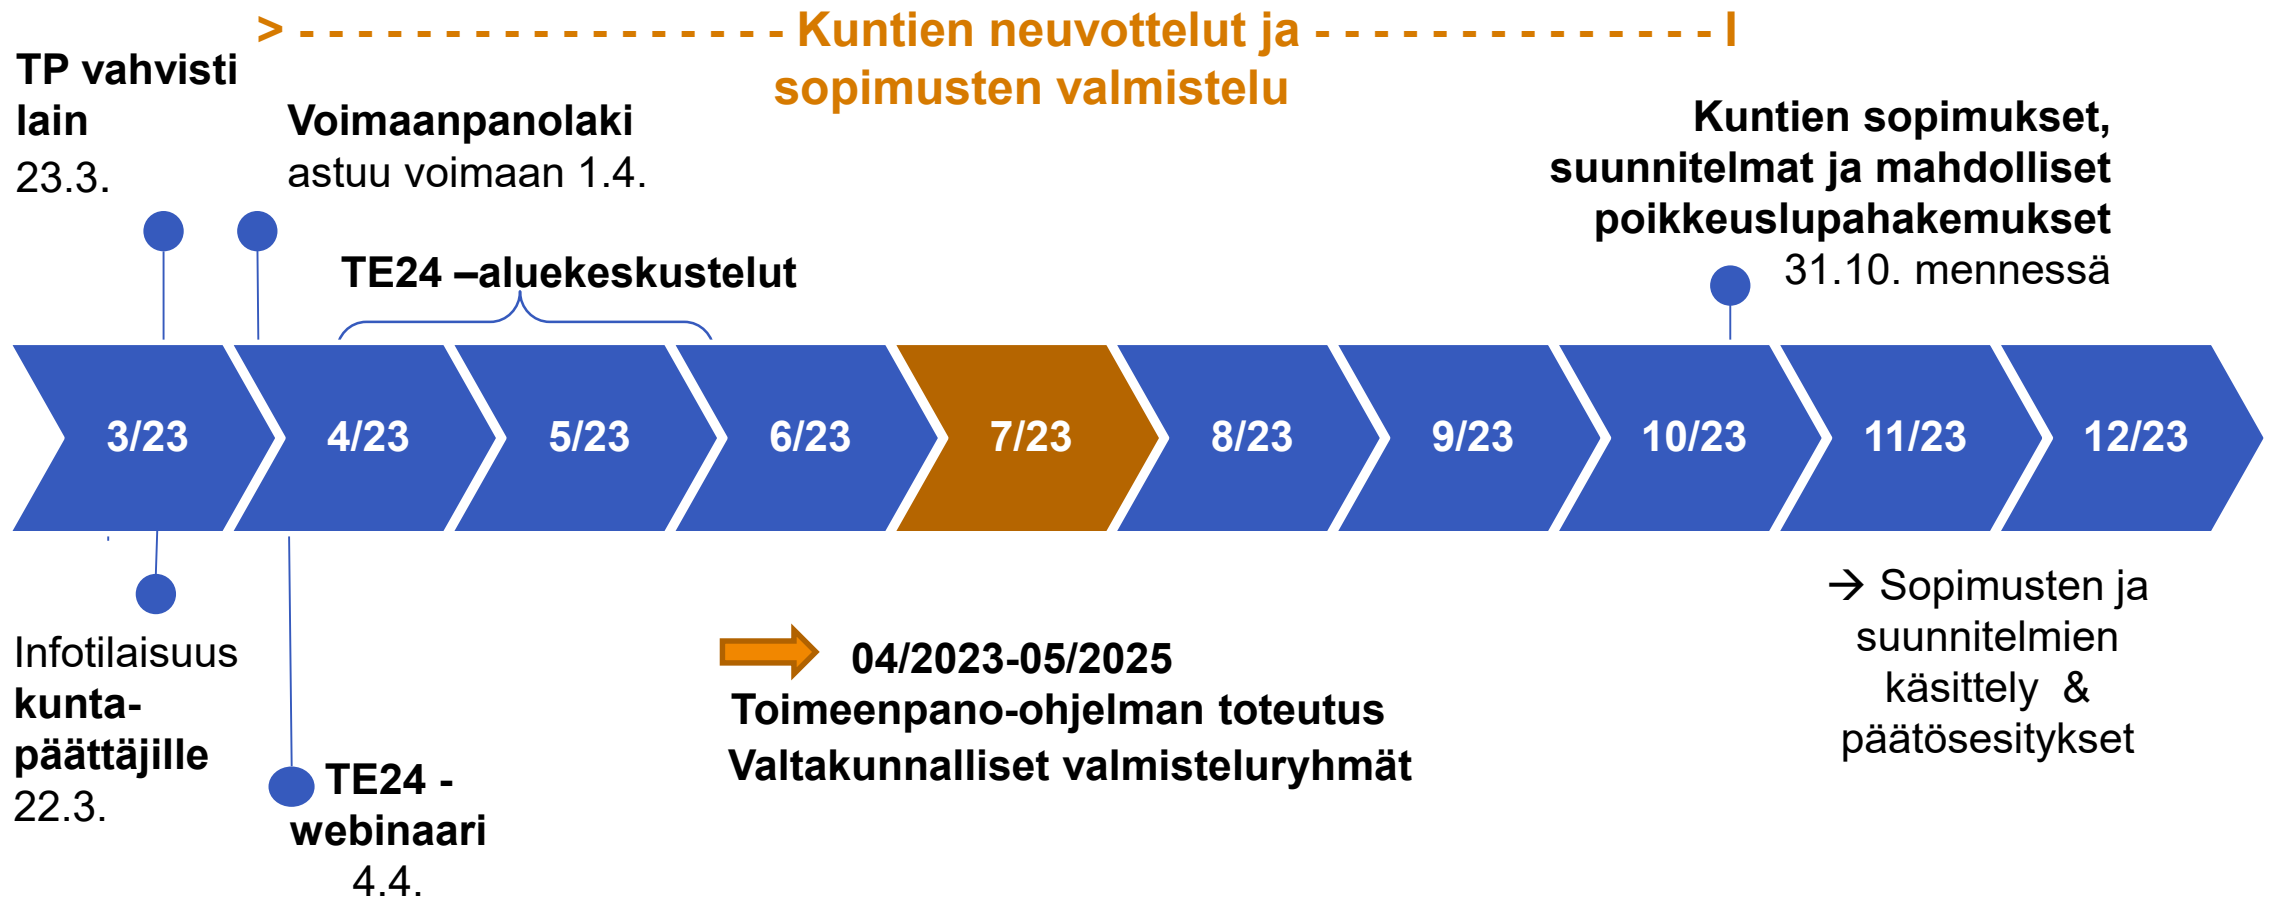 > - - - - - - - - - - - - - - - - - Kuntien neuvottelut ja - - - - - - - - - - - - - - I
sopimusten valmistelu
TP vahvisti
lain
23.3.
Voimaanpanolaki
astuu voimaan 1.4.
TE24 –aluekeskustelut
Kuntien sopimukset,
suunnitelmat ja mahdolliset
poikkeuslupahakemukset
31.10. mennessä
3/23
4/23
5/23
6/23
7/23
8/23
9/23
10/23
11/23
12/23
Infotilaisuus
kunta-
päättäjille
22.3.
TE24 -
webinaari
4.4.
04/2023-05/2025
Toimeenpano-ohjelman toteutus
Valtakunnalliset valmisteluryhmät
→ Sopimusten ja
suunnitelmien
käsittely &
päätösesitykset